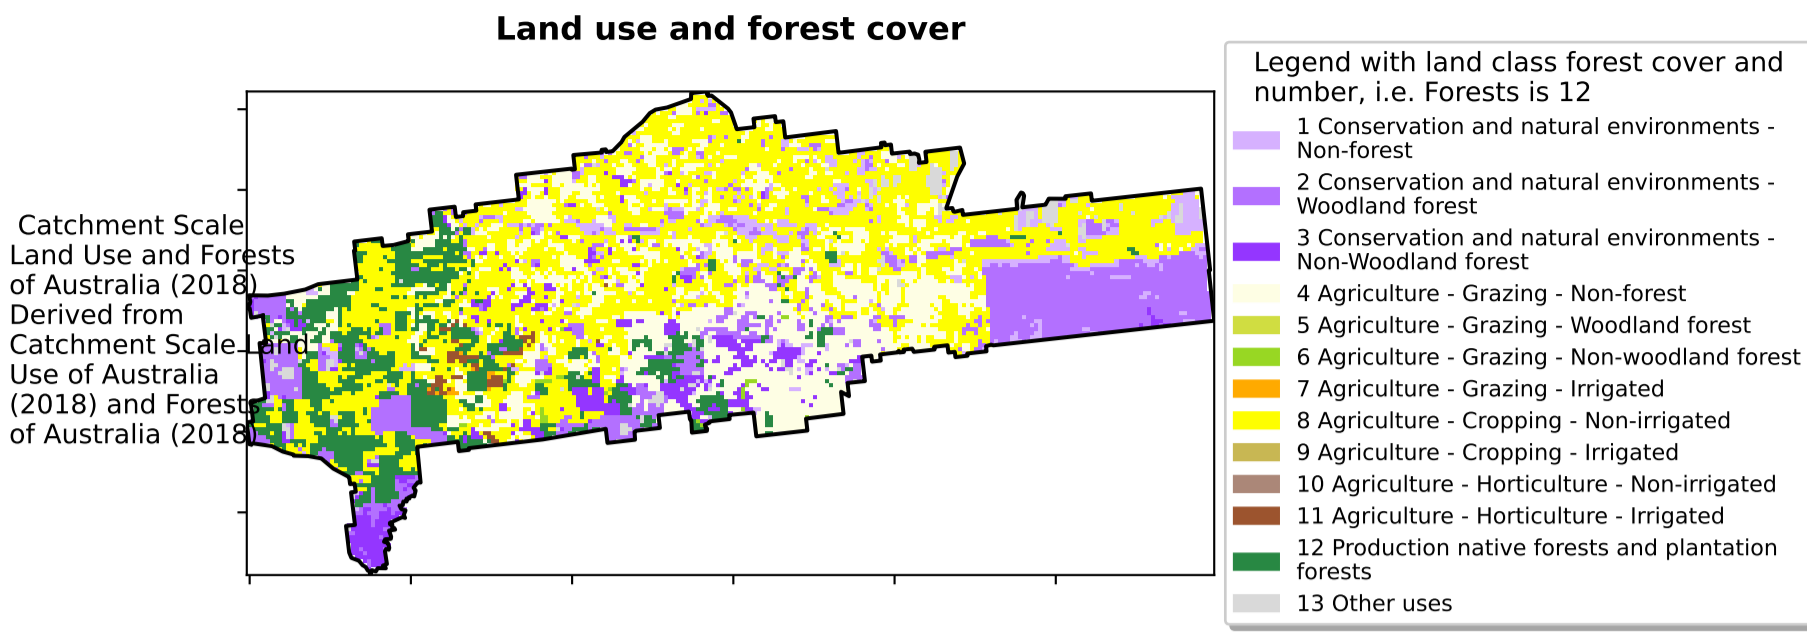 Land use and forest cover
Catchment Scale
Land Use and Forests
of Australia (2018)
Derived from
Catchment Scale Land
Use of Australia
(2018) and Forests
of Australia (2018)
Legend with land class forest cover and
number, i.e. Forests is 12
1 Conservation and natural environments -
Non-forest
2 Conservation and natural environments -
Woodland forest
3 Conservation and natural environments -
Non-Woodland forest
4 Agriculture - Grazing - Non-forest
5 Agriculture - Grazing - Woodland forest
6 Agriculture - Grazing - Non-woodland forest
7 Agriculture - Grazing - Irrigated
8 Agriculture - Cropping - Non-irrigated
9 Agriculture - Cropping - Irrigated
10 Agriculture - Horticulture - Non-irrigated
11 Agriculture - Horticulture - Irrigated
12 Production native forests and plantation
forests
13 Other uses